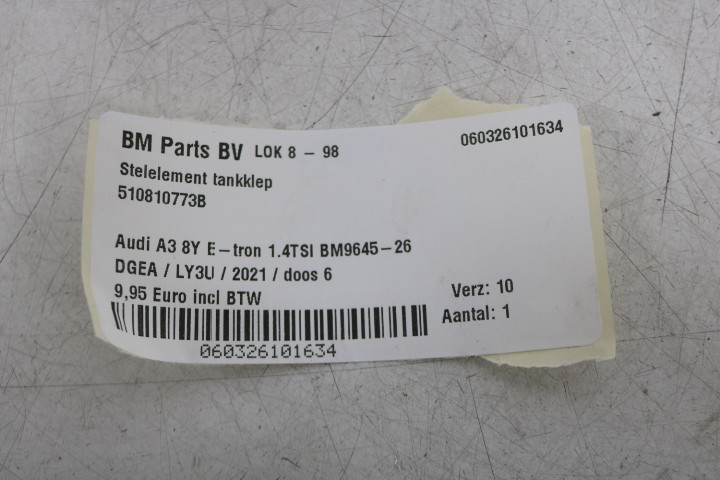 BM Parts BV LOK 8 - 98 060326101634
Stelelement tankklep
510810773B
Audi A3 8Y E-tron 1.4TSI BM9645-26
DGEA / LY3U / 2021 / doos 6
9,95 Euro incl BTW Verz: 10
Aantal: 1
060326101634